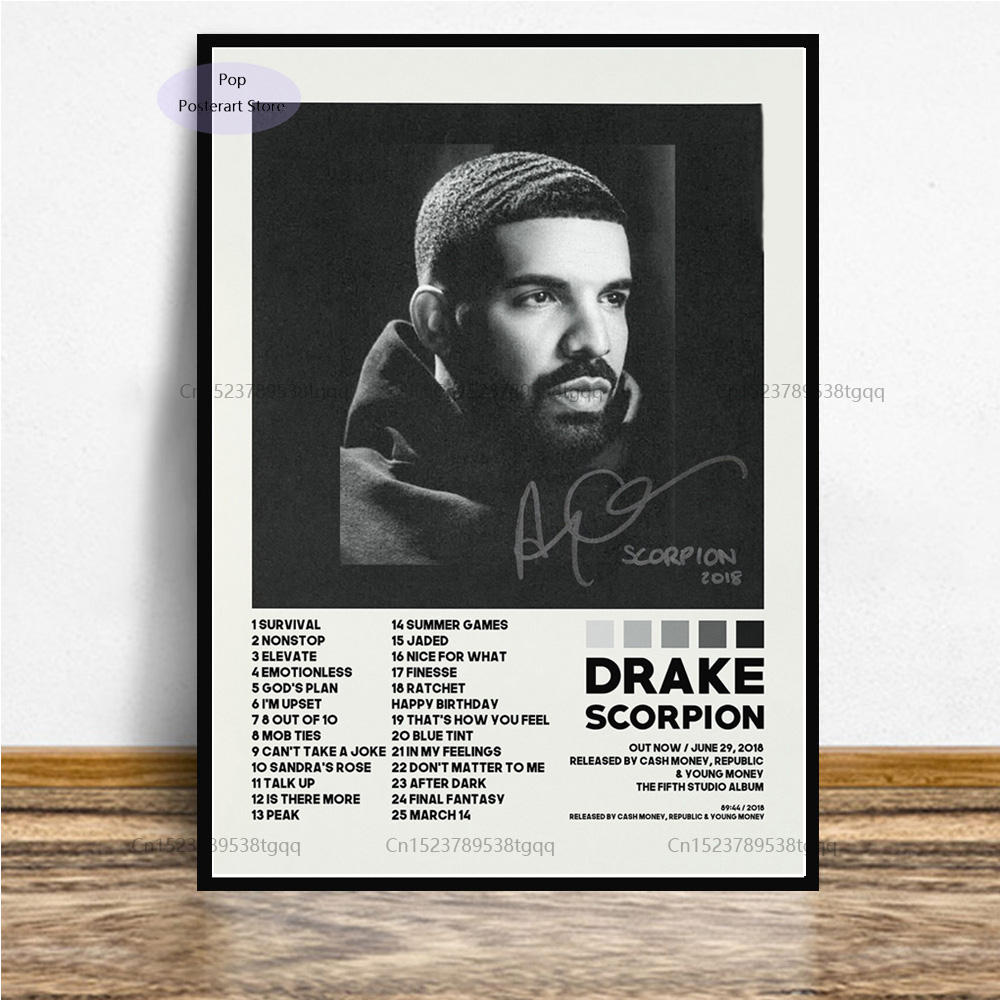 Pop
Posterart Store
Cn1523789538tgqq
Cn1523789538tgqq
Cn1523789538tgqq
SCORPION
2018
1 SURVIVAL
2 NONSTOP
3 ELEVATE
4 EMOTIONLESS
5 GOD'S PLAN
6 I'M UPSET
7 8 OUT OF 10
8 MOB TIES
9 CAN'T TAKE A JOKE
10 SANDRA'S ROSE
11 TALK UP
12 IS THERE MORE
13 PEAK
14 SUMMER GAMES
15 JADED
16 NICE FOR WHAT
17 FINESSE
18 RATCHET
HAPPY BIRTHDAY
19 THAT'S HOW YOU FEEL
20 BLUE TINT
21 IN MY FEELINGS
22 DON'T MATTER TO ME
23 AFTER DARK
24 FINAL FANTASY
25 MARCH 14
DRAKE
SCORPION
OUT NOW / JUNE 29, 2018
RELEASED BY CASH MONEY, REPUBLIC
& YOUNG MONEY
THE FIFTH STUDIO ALBUM
89:44 / 2018
RELEASED BY CASH MONEY, REPUBLIC & YOUNG MONEY
Cn1523789538tgqq
Cn1523789538tgqq
Cn1523789538tgqq